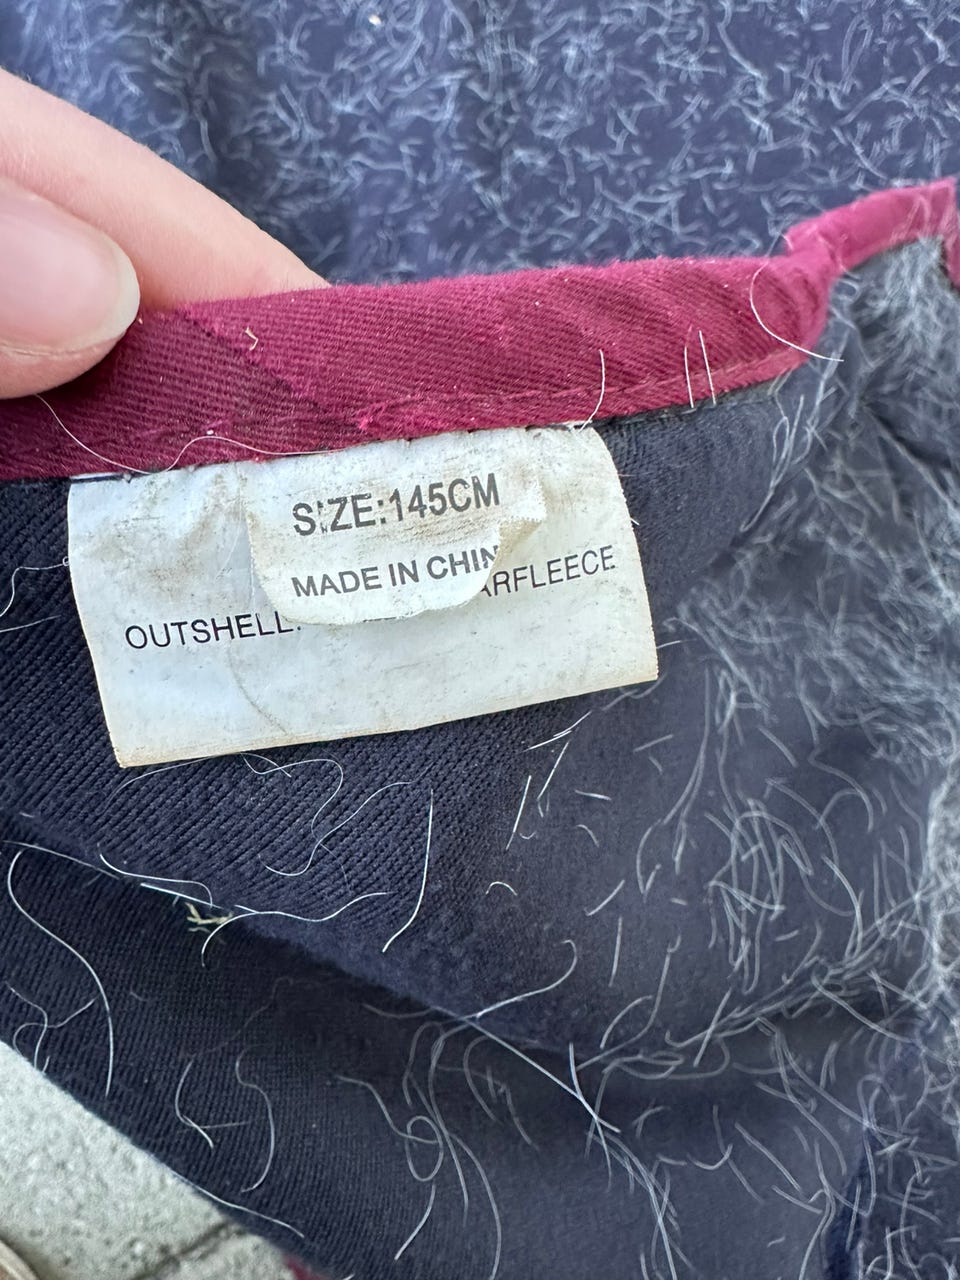 SIZE:145CM
MADE IN CHIN
OUTSHELL: ARFLEECE